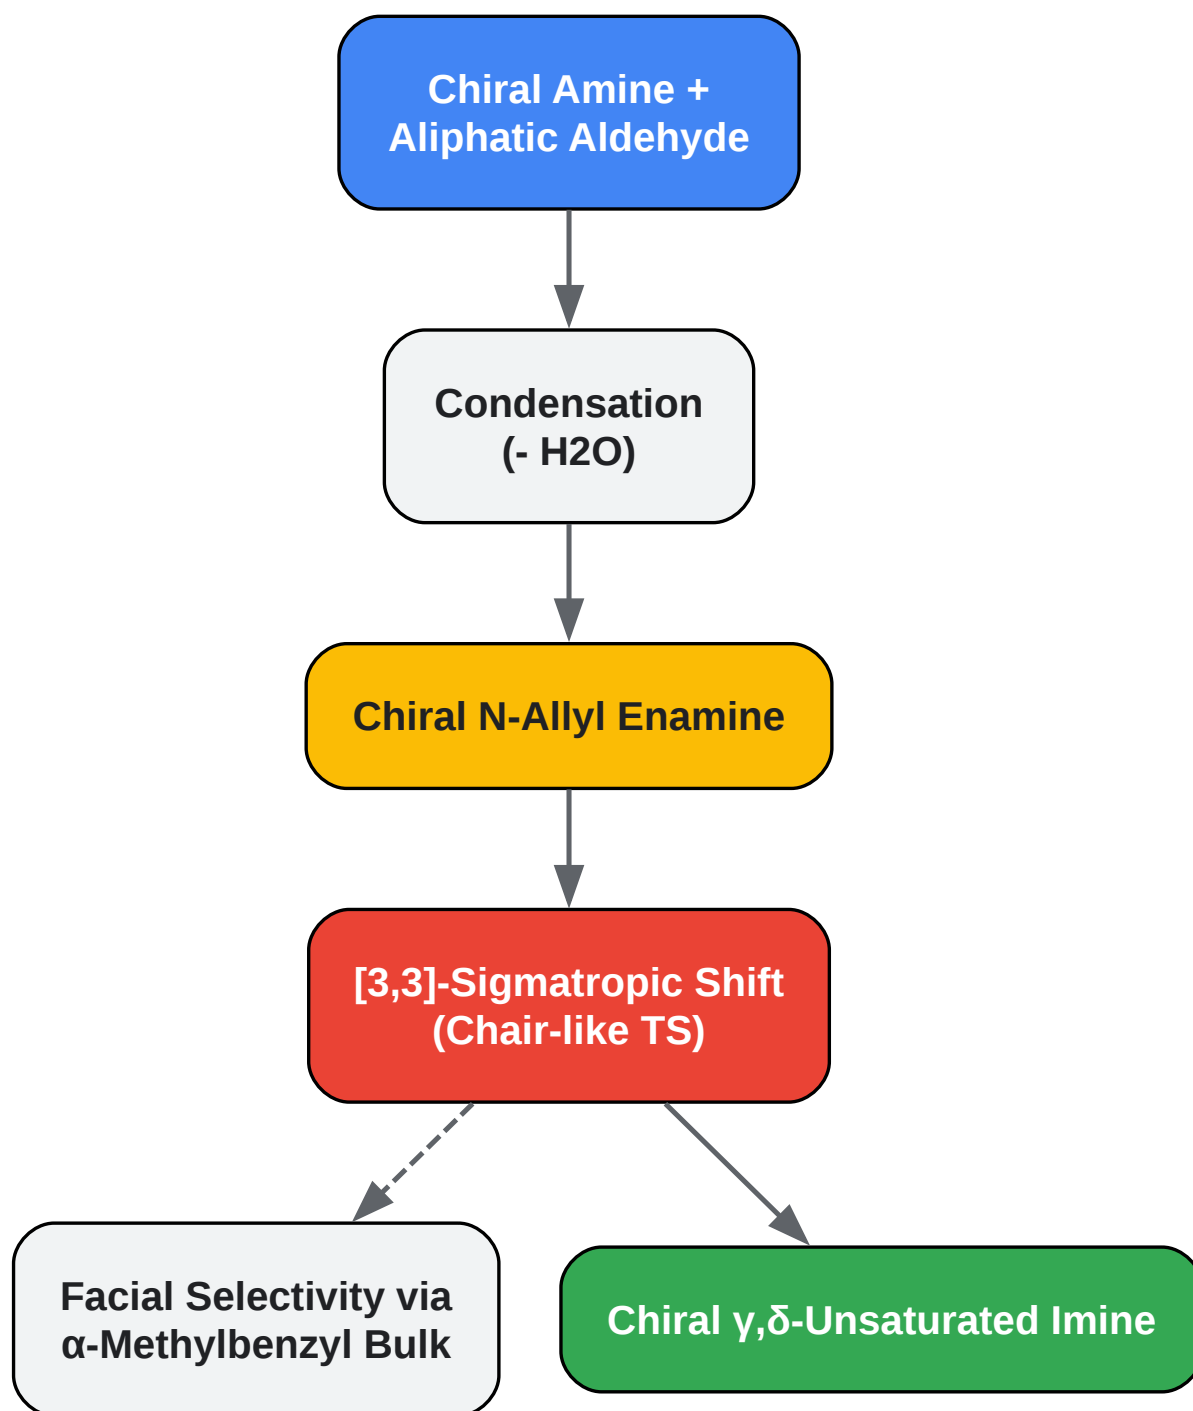 Chiral Amine +
Aliphatic Aldehyde
Condensation
(- H2O)
Chiral N-Allyl Enamine
[3,3]-Sigmatropic Shift
(Chair-like TS)
Facial Selectivity via
α-Methylbenzyl Bulk
Chiral γ,δ-Unsaturated Imine